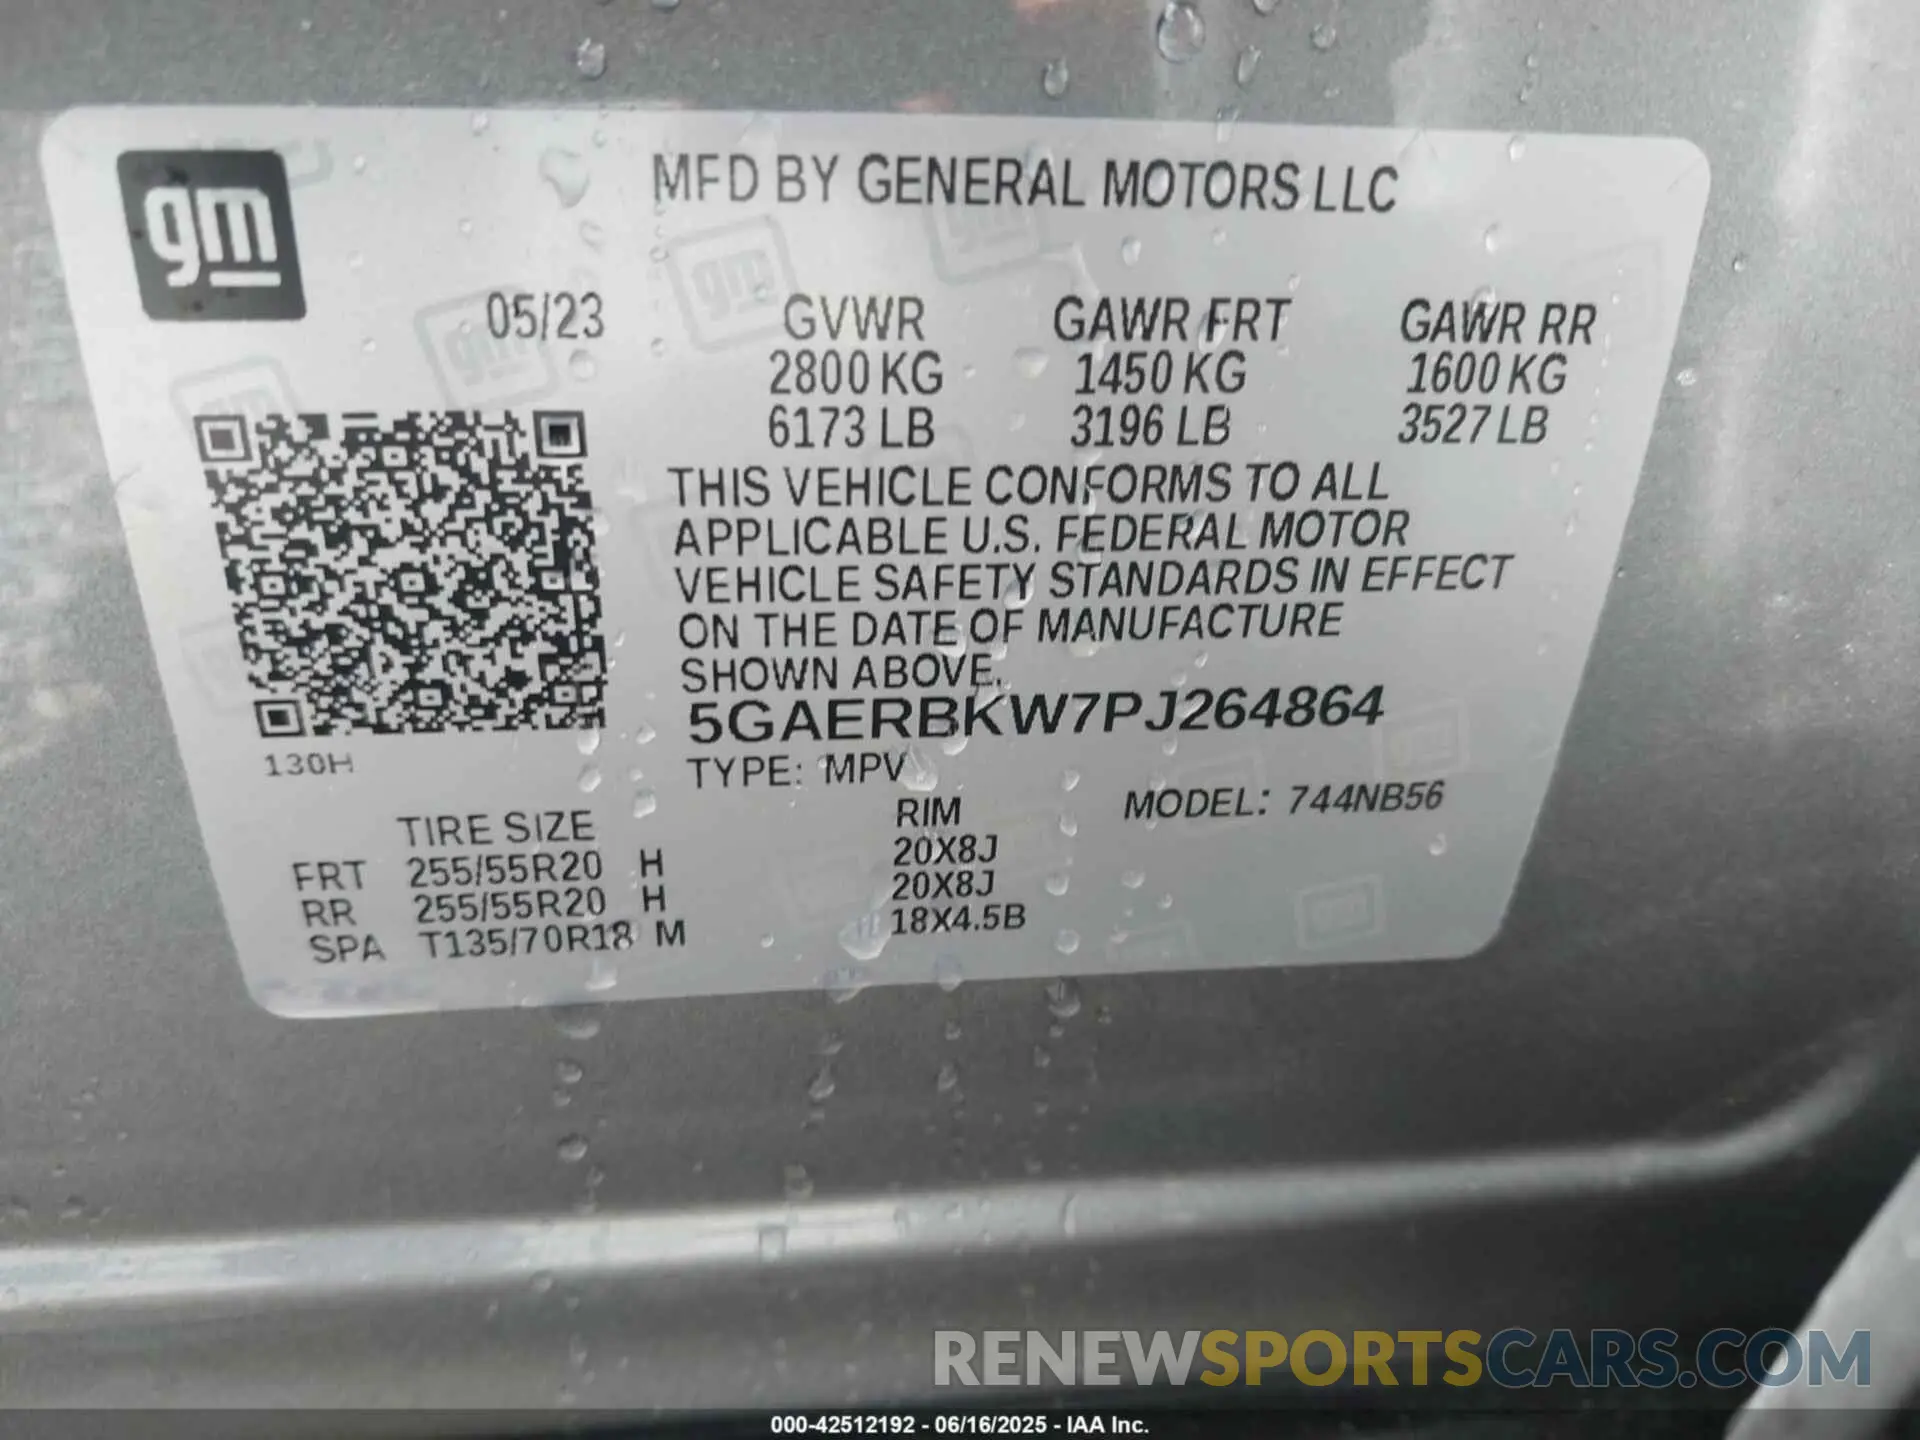 gm
MFD BY GENERAL MOTORS LLC
05/23 GVWR GAWR FRT GAWR RR
2800 KG 1450 KG 1600 KG
6173 LB 3196 LB 3527 LB
THIS VEHICLE CONFORMS TO ALL
APPLICABLE U.S. FEDERAL MOTOR
VEHICLE SAFETY STANDARDS IN EFFECT
ON THE DATE OF MANUFACTURE
SHOWN ABOVE.
5GAERBKW7PJ264864
130H
TYPE: MPV
MODEL: 744NB56
TIRE SIZE RIM
FRT 255/55R20 H 20X8J
RR 255/55R20 H 20X8J
SPA T135/70R18 M 18X4.5B
RENEWSPORTSCARS.COM
000-42512192 - 06/16/2025 - IAA Inc.